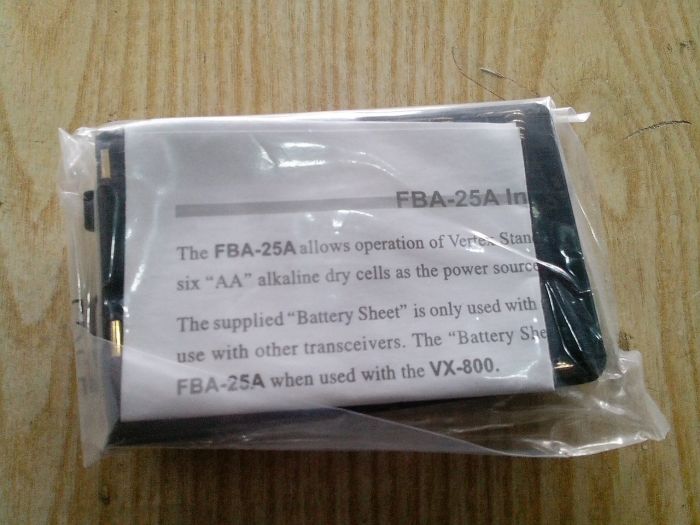 FBA-25A In
The FBA-25A allows operation of Vertex Stan
six “AA” alkaline dry cells as the power source
The supplied “Battery Sheet” is only used with
use with other transceivers. The “Battery She
FBA-25A when used with the VX-800.